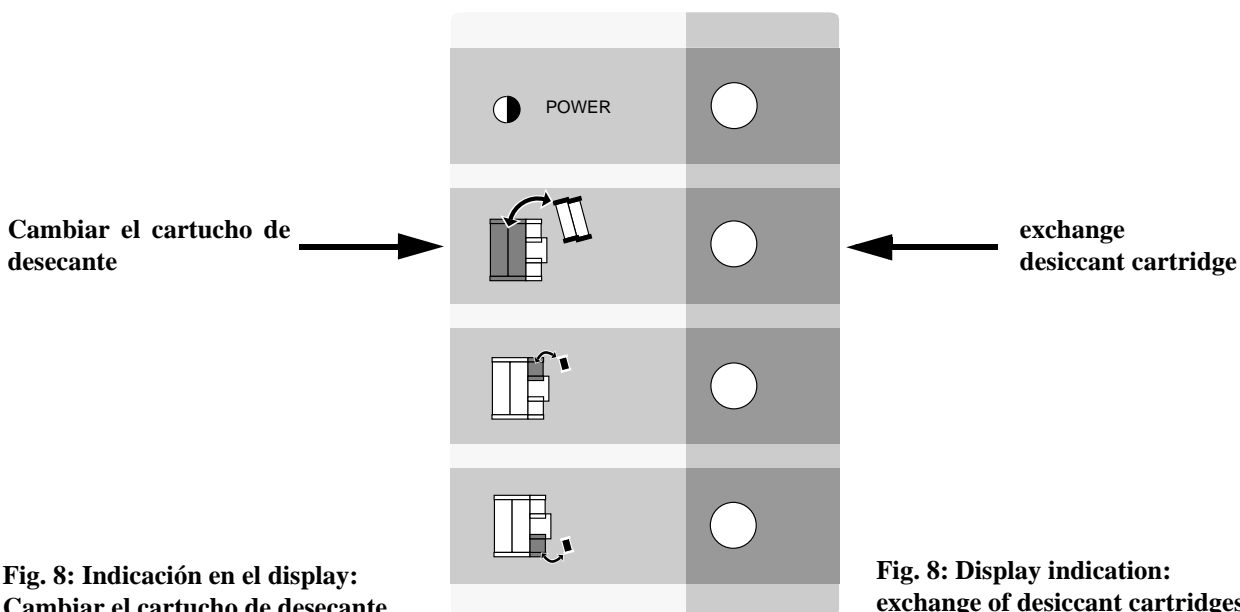 POWER
Cambiar el cartucho de
desecante
exchange
desiccant cartridge
Fig. 8: Indicación en el display:
Cambiar el cartucho de desecante
Fig. 8: Display indication:
exchange of desiccant cartridges